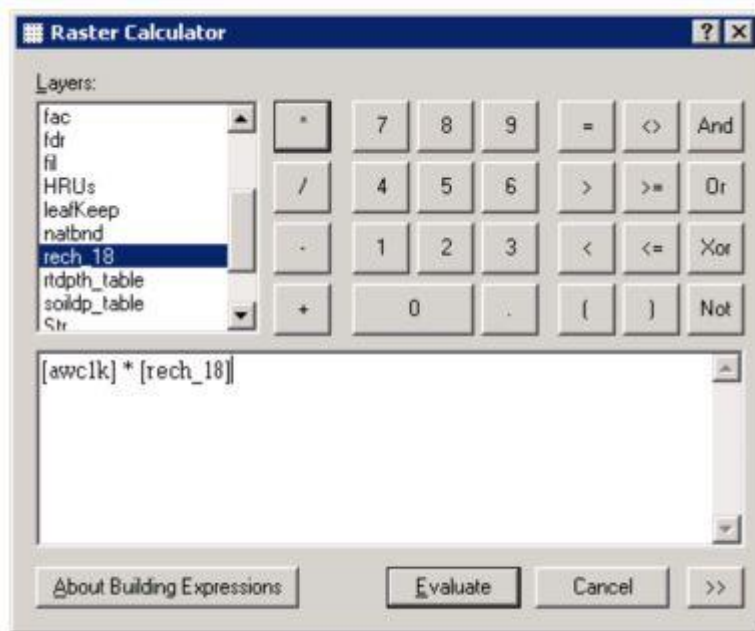 Raster Calculator ? X
Layers:
fac
fdr
fil
HRUs
leafKeep
natbnd
rech_18
rtdpth_table
soildp_table
Str
* 7 8 9 = <> And
/ 4 5 6 > >= Or
- 1 2 3 < <= Xor
+ 0 . ( ) Not
[awc1k] * [rech_18]
About Building Expressions Evaluate Cancel >>